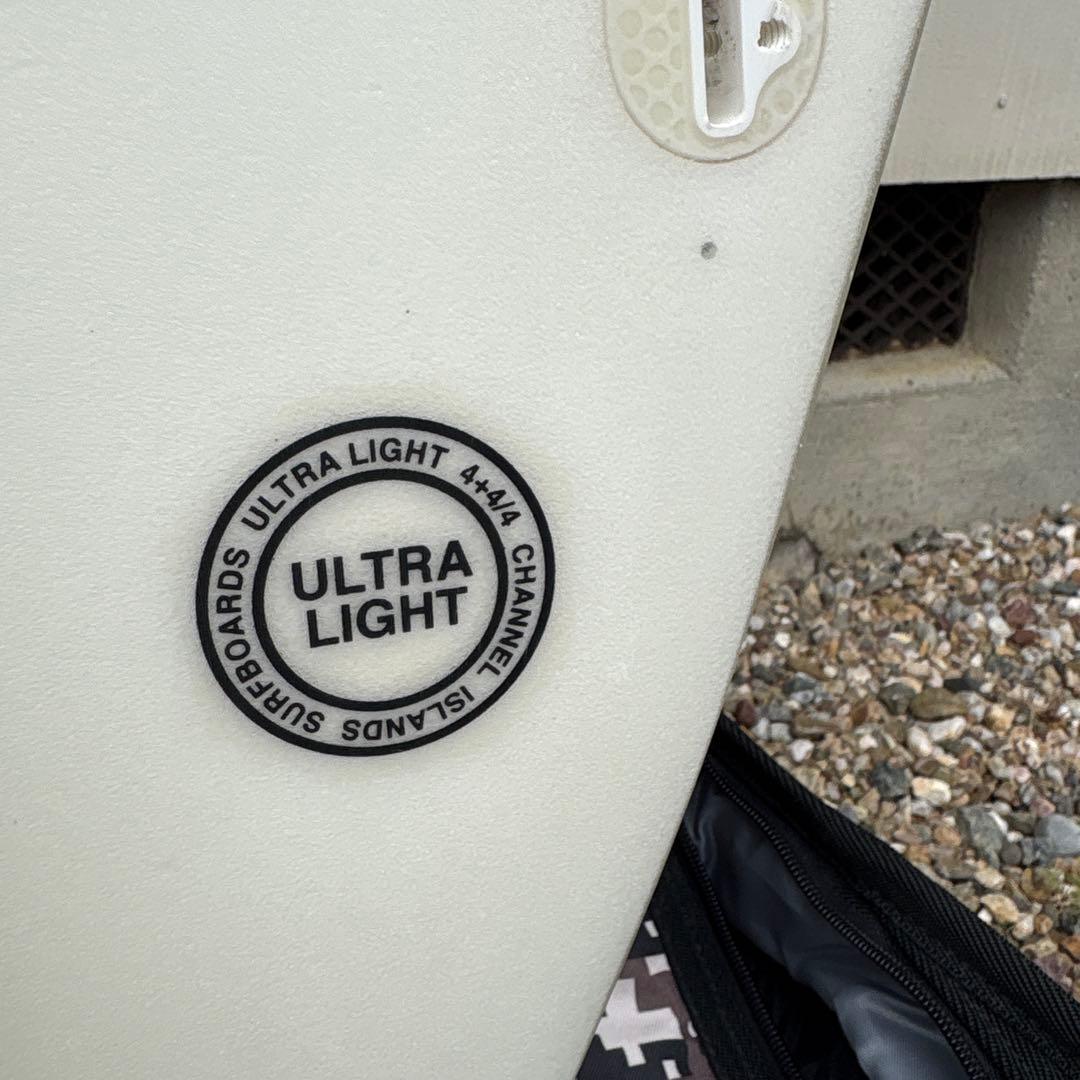 ULTRA LIGHT 4+4/4 CHANNEL ISLANDS SURFBOARDS
ULTRA
LIGHT